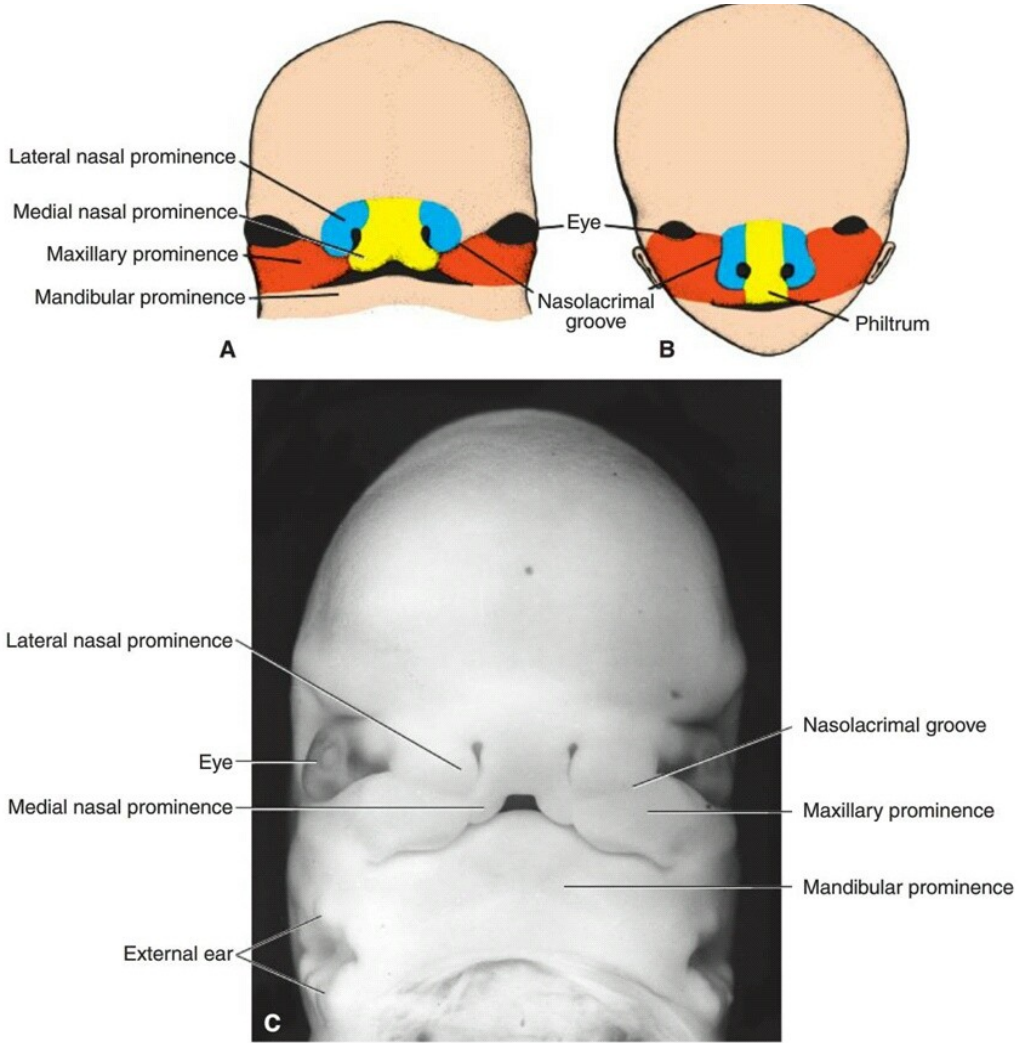 Lateral nasal prominence
Medial nasal prominence
Maxillary prominence
Mandibular prominence
A
Eye
Nasolacrimal
groove
B
Philtrum
Lateral nasal prominence
Eye
Medial nasal prominence
External ear
Nasolacrimal groove
Maxillary prominence
Mandibular prominence
C